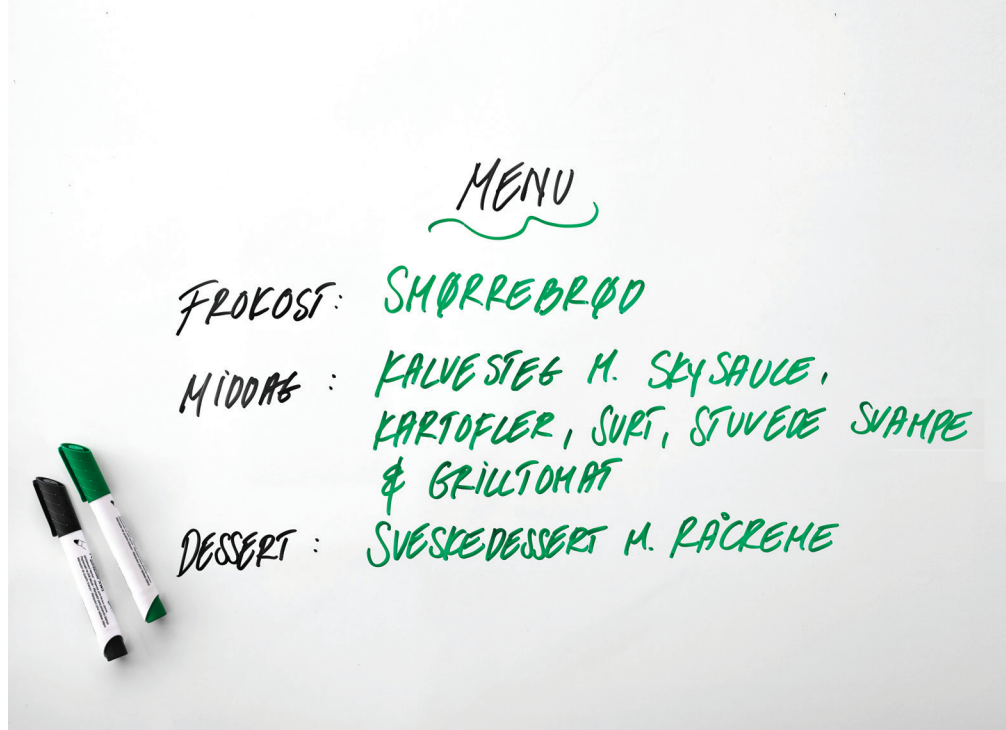 MENU
FROKOST: SMØRREBRØD
MIDDAG : KALVESTEG M. SKYSAUCE,
KARTOFLER, SURT, STUVEDE SVAMPE
& GRILLTOMAT
DESSERT : SVESKEDESSERT M. RÅCREME